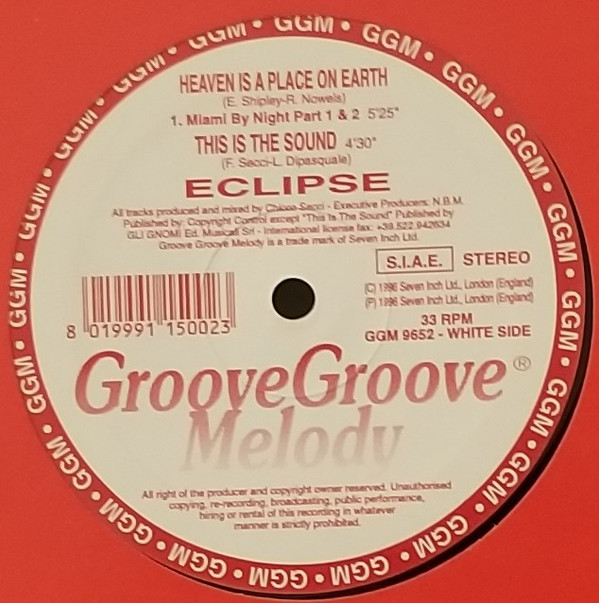 GGM • GGM • GGM • GGM • GGM • GGM • GGM • GGM • GGM • GGM • GGM • GGM • GGM • GGM • GGM • GGM • GGM • GGM • GGM • GGM •
HEAVEN IS A PLACE ON EARTH
(E. Shipley-R. Nowels)
1. Miami By Night Part 1 & 2 5'25"
THIS IS THE SOUND 4'30"
(F. Secci-L. Dipasquale)
ECLIPSE
All tracks produced and mixed by Chicco Secci - Executive Producers: N.B.M.
Published by: Copyright Control except "This Is The Sound" Published by
GLI GNOMI Ed. Musicali Srl - International license fax: +39.522.942634
Groove Groove Melody is a trade mark of Seven Inch Ltd.
S.I.A.E. STEREO
(C) 1996 Seven Inch Ltd., London (England)
(P) 1996 Seven Inch Ltd., London (England)
33 RPM
GGM 9652 - WHITE SIDE
8 019991 150023
GrooveGroove ®
Melody
All right of the producer and copyright owner reserved. Unauthorised
copying, re-recording, broadcasting, public performance,
hiring or rental of this recording in whatever
manner is strictly prohibited.